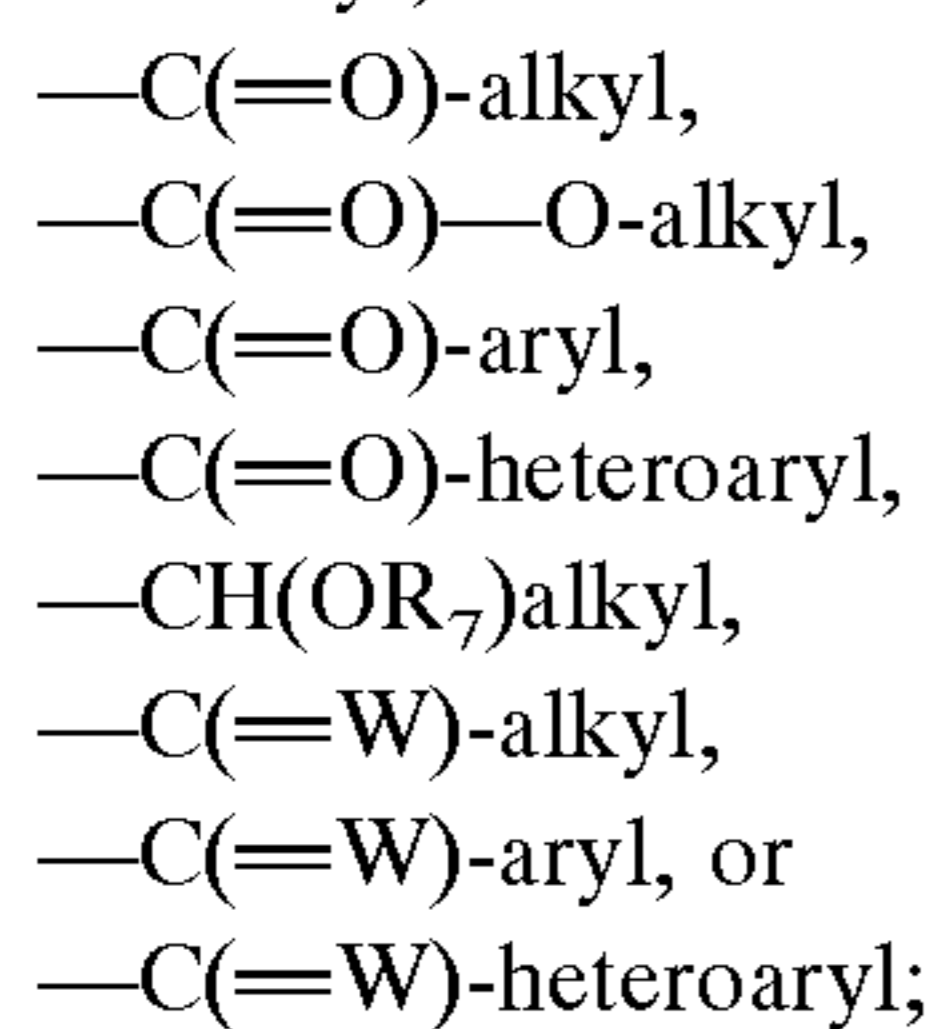 —C(═O)-alkyl,
—C(═O)—O-alkyl,
—C(═O)-aryl,
—C(═O)-heteroaryl,
—CH(OR₇)alkyl,
—C(═W)-alkyl,
—C(═W)-aryl, or
—C(═W)-heteroaryl;